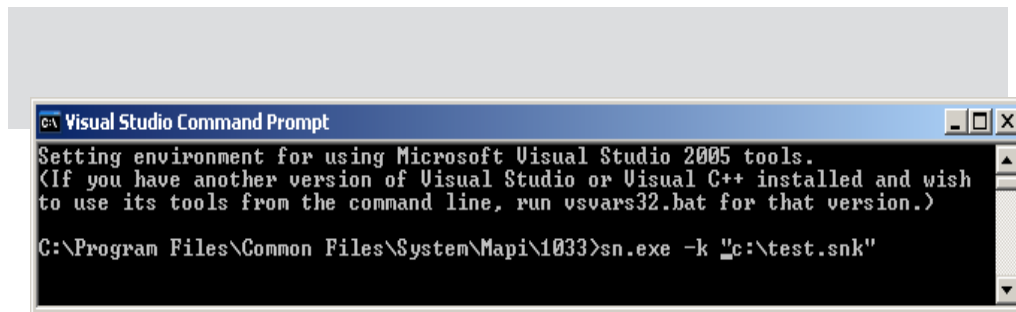 Visual Studio Command Prompt
Setting environment for using Microsoft Visual Studio 2005 tools.
(If you have another version of Visual Studio or Visual C++ installed and wish
to use its tools from the command line, run vsvars32.bat for that version.)
C:\Program Files\Common Files\System\Mapi\1033>sn.exe -k "c:\test.snk"